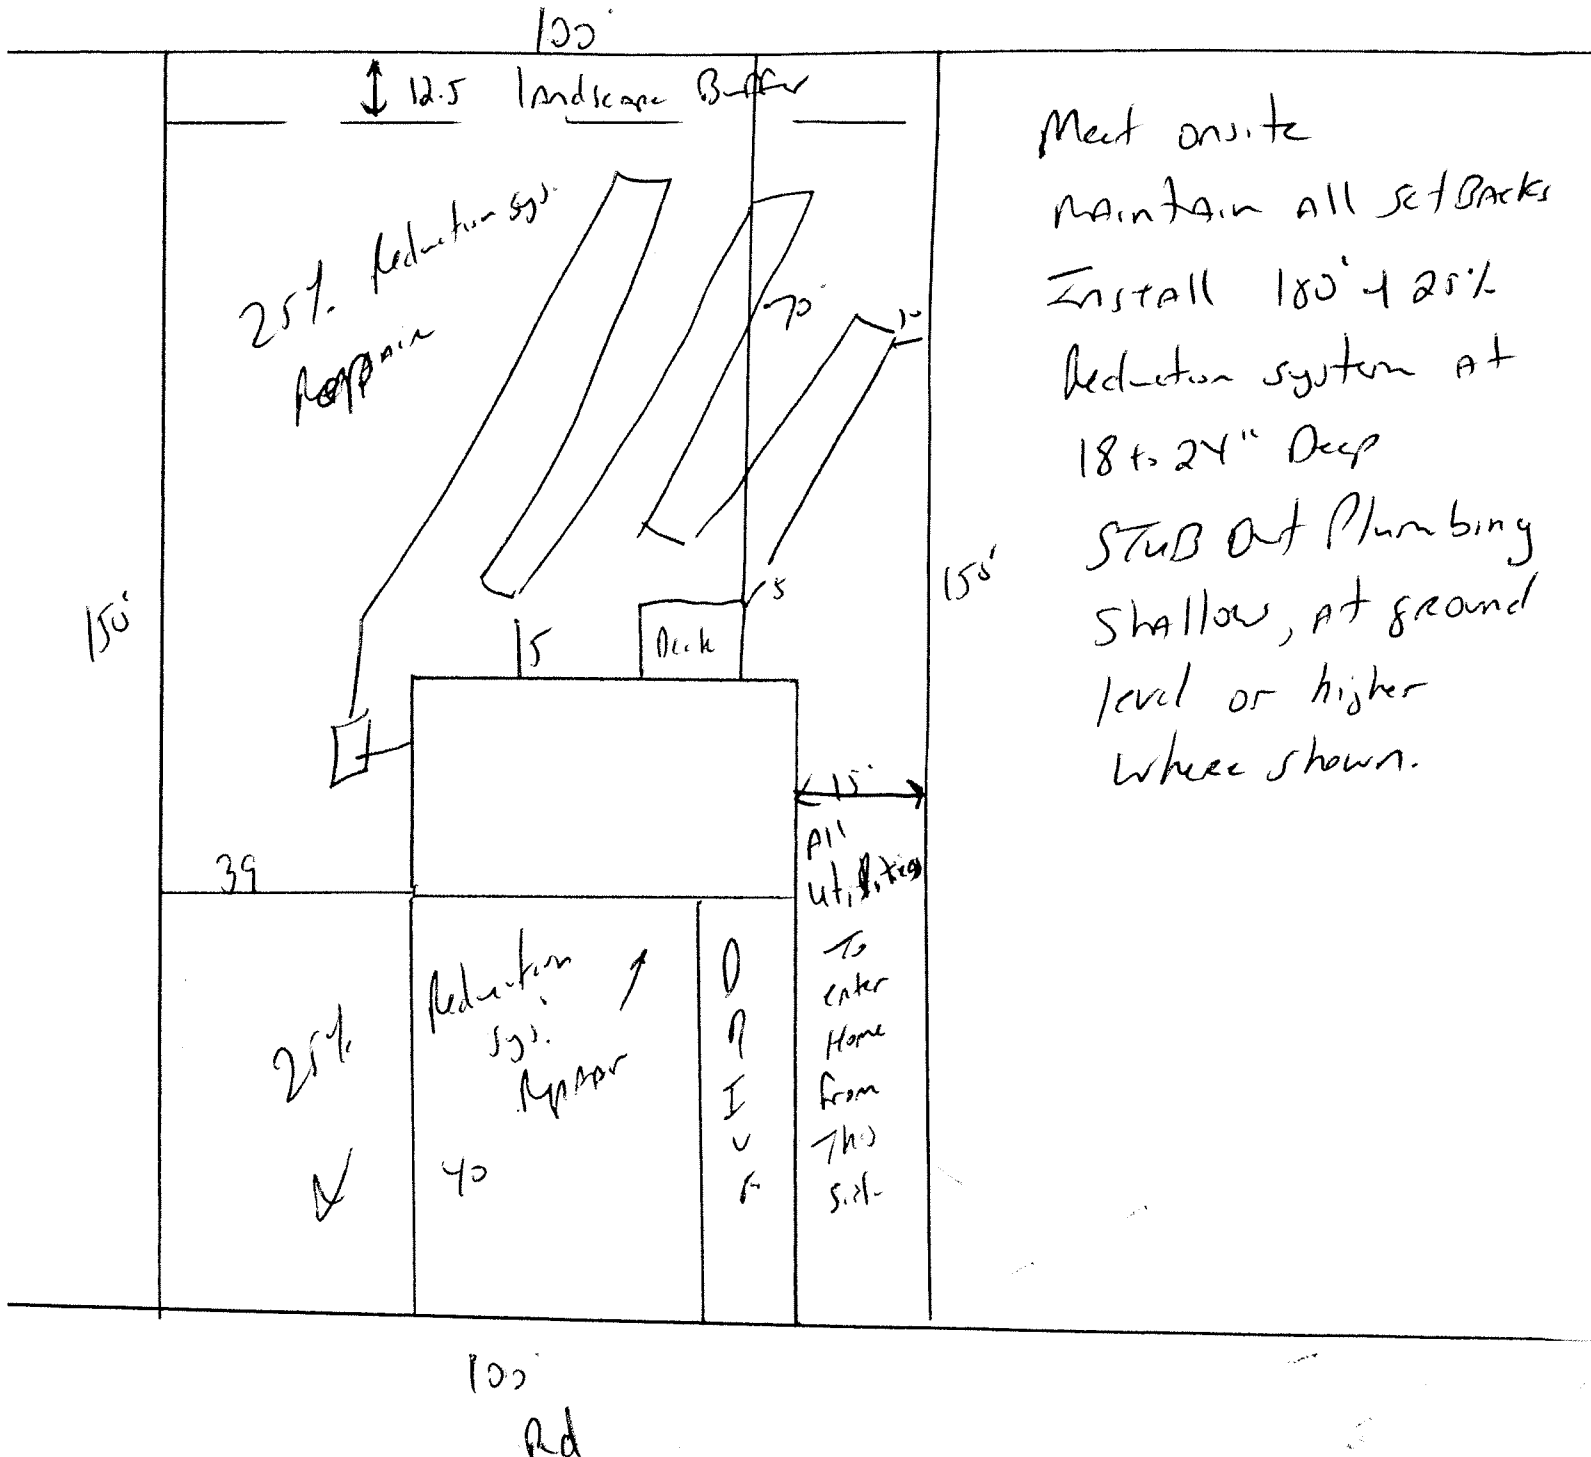 100'
12.5 Landscape Buffer
25% Reduction sys.
Repair
70'
10
5
15
Deck
150'
150'
15'
39
All
utilities
To
enter
Home
from
This
side
DRIVE
25% Reduction
sys.
Repair
40
100'
Rd
Meet onsite
Maintain All SetBacks
Install 180' of 25%
Reduction system At
18 to 24" Deep
STUB Out Plumbing
Shallow, At ground
level or higher
where shown.